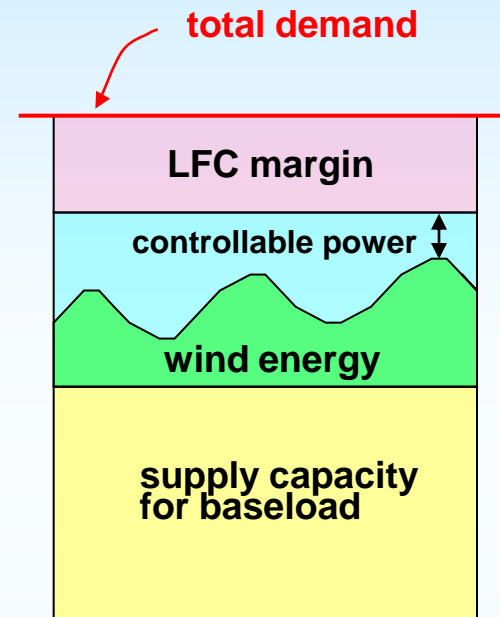 total demand
LFC margin
controllable power
wind energy
supply capacity
for baseload